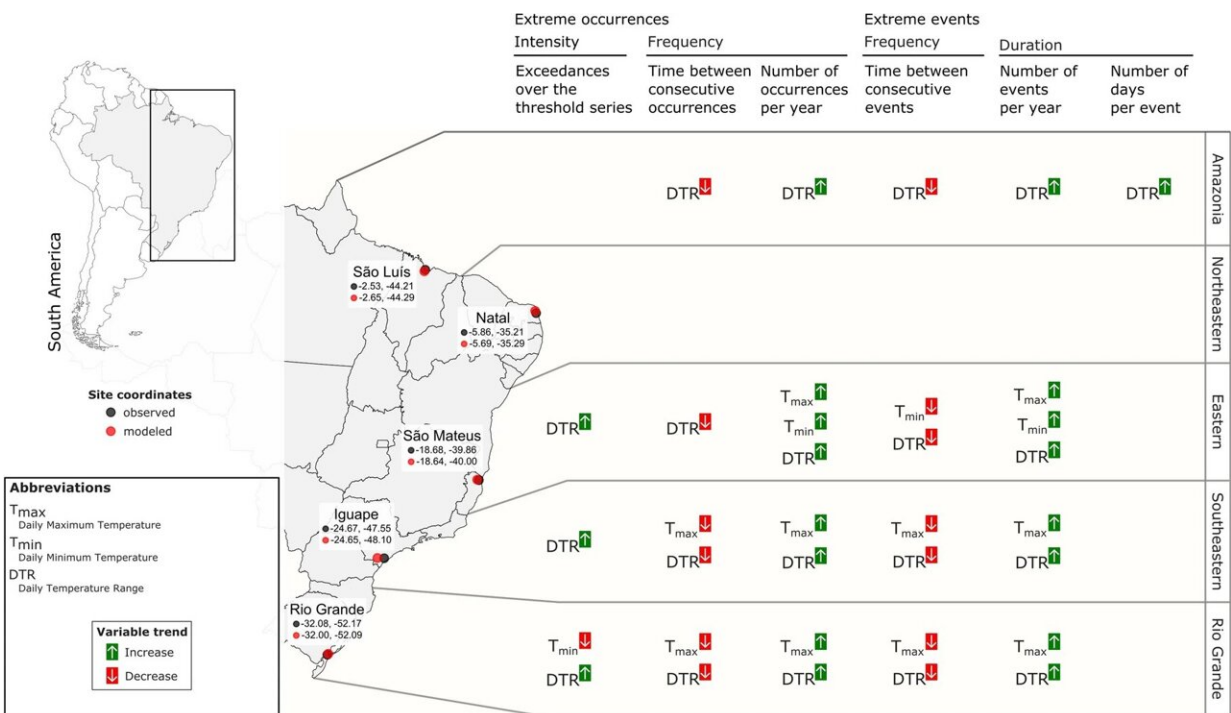 Extreme occurrences
Extreme events
Intensity
Frequency
Frequency
Duration
Exceedances
over the
threshold series
Time between
consecutive
occurrences
Number of
occurrences
per year
Time between
consecutive
events
Number of
events
per year
Number of
days
per event
South America
Site coordinates
observed
modeled
Abbreviations
Tmax
Daily Maximum Temperature
Tmin
Daily Minimum Temperature
DTR
Daily Temperature Range
Variable trend
↑ Increase
↓ Decrease
São Luís
-2.53, -44.21
-2.65, -44.29
Natal
-5.86, -35.21
-5.69, -35.29
São Mateus
-18.68, -39.86
-18.64, -40.00
Iguape
-24.67, -47.55
-24.65, -48.10
Rio Grande
-32.08, -52.17
-32.00, -52.09
DTR↓ DTR↑ DTR↓ DTR↑ DTR↑
Amazonia
Northeastern
Tmax↑ Tmax↑
Tmin↑ Tmin↓ Tmin↑
DTR↑ DTR↓ DTR↑ DTR↓ DTR↑
Eastern
Tmax↓ Tmax↑ Tmax↓ Tmax↑
DTR↑ DTR↓ DTR↑ DTR↓ DTR↑
Southeastern
Tmin↓ Tmax↓ Tmax↑ Tmax↓ Tmax↑
DTR↑ DTR↓ DTR↑ DTR↓ DTR↑
Rio Grande